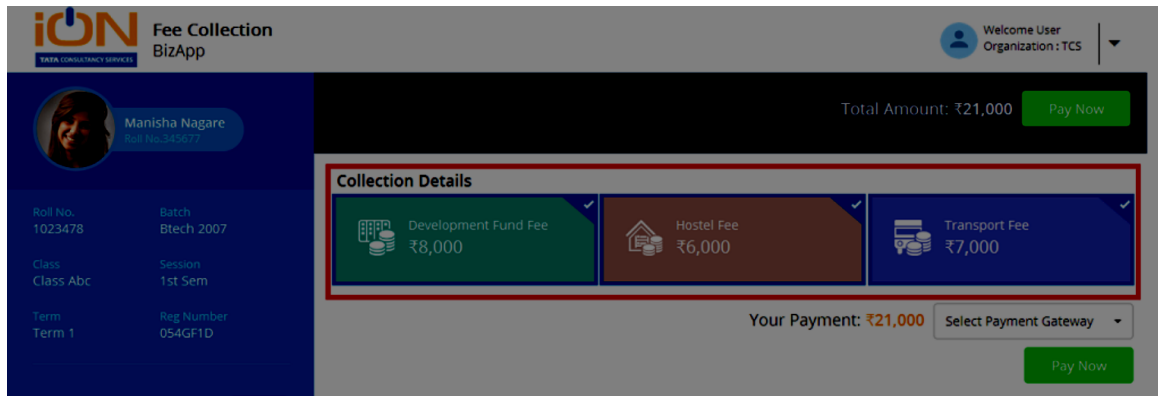 iON
TATA CONSULTANCY SERVICES
Fee Collection
BizApp
Welcome User
Organization : TCS
Manisha Nagare
Roll No.345677
Total Amount: ₹21,000
Pay Now
Roll No.
1023478
Batch
Btech 2007
Class
Class Abc
Session
1st Sem
Term
Term 1
Reg Number
054GF1D
Collection Details
Development Fund Fee
₹8,000
Hostel Fee
₹6,000
Transport Fee
₹7,000
Your Payment: ₹21,000
Select Payment Gateway
Pay Now